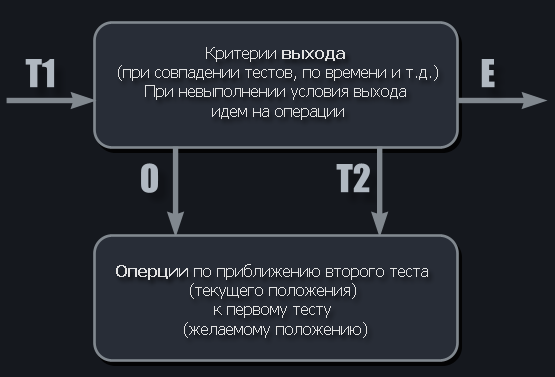 Критерии выхода
T1
(при совпадении тестов, по времени и т.д.)
E
При невыполнении условия выхода
идем на операции
0
T2
Оперции по приближению второго теста
(текущего положения)
к первому тесту
(желаемому положению)